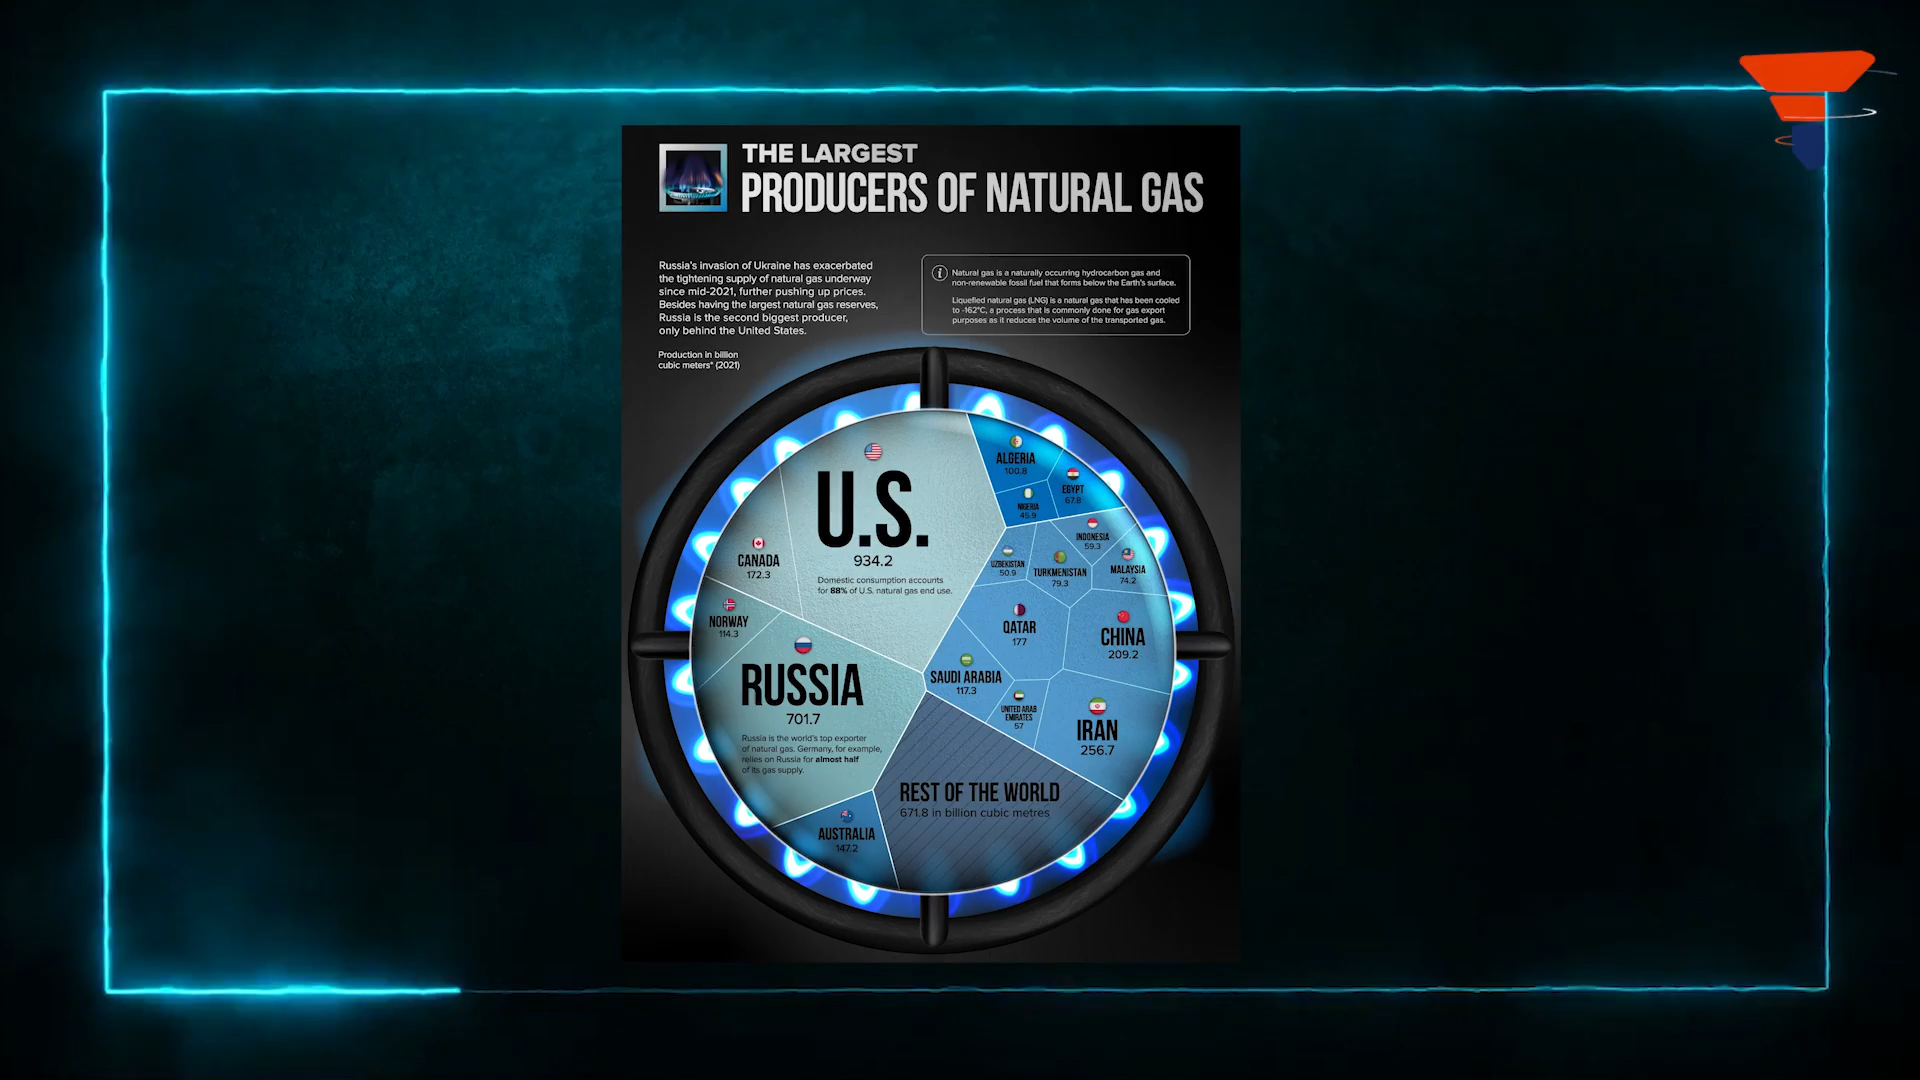 THE LARGEST
PRODUCERS OF NATURAL GAS
Russia's invasion of Ukraine has exacerbated
the tightening supply of natural gas underway
since mid-2021, further pushing up prices.
Besides having the largest natural gas reserves,
Russia is the second biggest producer,
only behind the United States.
i
Natural gas is a naturally occurring hydrocarbon gas and
non-renewable fossil fuel that forms below the Earth's surface.
Liquefied natural gas (LNG) is a natural gas that has been cooled
to -162°C, a process that is commonly done for gas export
purposes as it reduces the volume of the transported gas.
Production in billion
cubic meters* (2021)
U.S.
934.2
Domestic consumption accounts
for 88% of U.S. natural gas end use.
ALGERIA
100.8
EGYPT
67.8
NIGERIA
45.9
CANADA
172.3
INDONESIA
59.3
UZBEKISTAN
50.9
TURKMENISTAN
79.3
MALAYSIA
74.2
NORWAY
114.3
QATAR
177
CHINA
209.2
RUSSIA
701.7
Russia is the world's top exporter
of natural gas. Germany, for example,
relies on Russia for almost half
of its gas supply.
SAUDI ARABIA
117.3
UNITED ARAB
EMIRATES
57
IRAN
256.7
REST OF THE WORLD
671.8 in billion cubic metres
AUSTRALIA
147.2